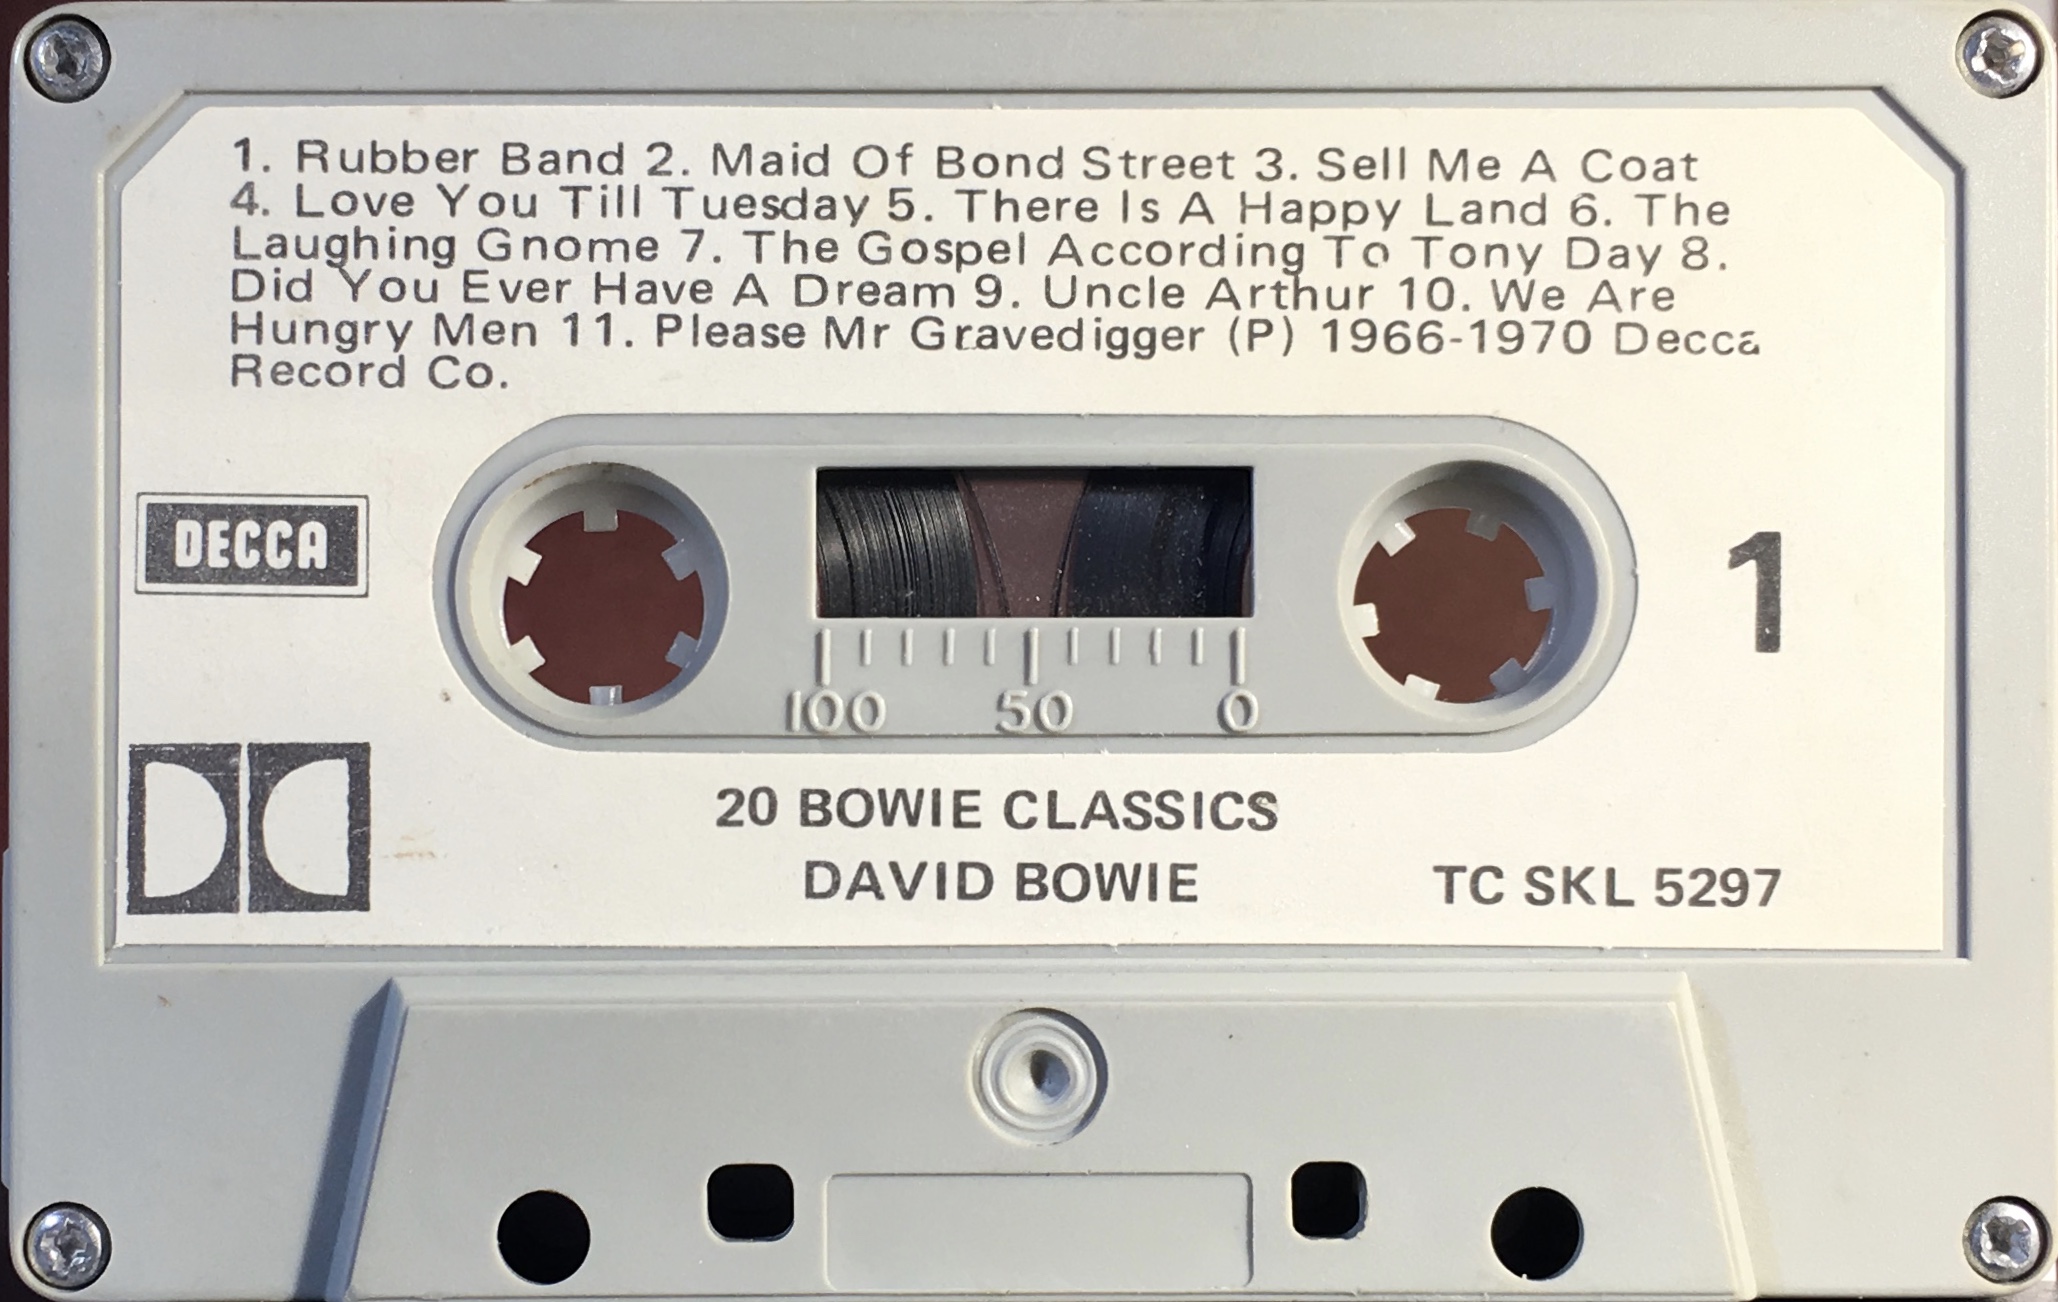 1. Rubber Band 2. Maid Of Bond Street 3. Sell Me A Coat
4. Love You Till Tuesday 5. There Is A Happy Land 6. The
Laughing Gnome 7. The Gospel According To Tony Day 8.
Did You Ever Have A Dream 9. Uncle Arthur 10. We Are
Hungry Men 11. Please Mr Gravedigger (P) 1966-1970 Decca
Record Co.
DECCA
1
100 50 0
20 BOWIE CLASSICS
DAVID BOWIE
TC SKL 5297